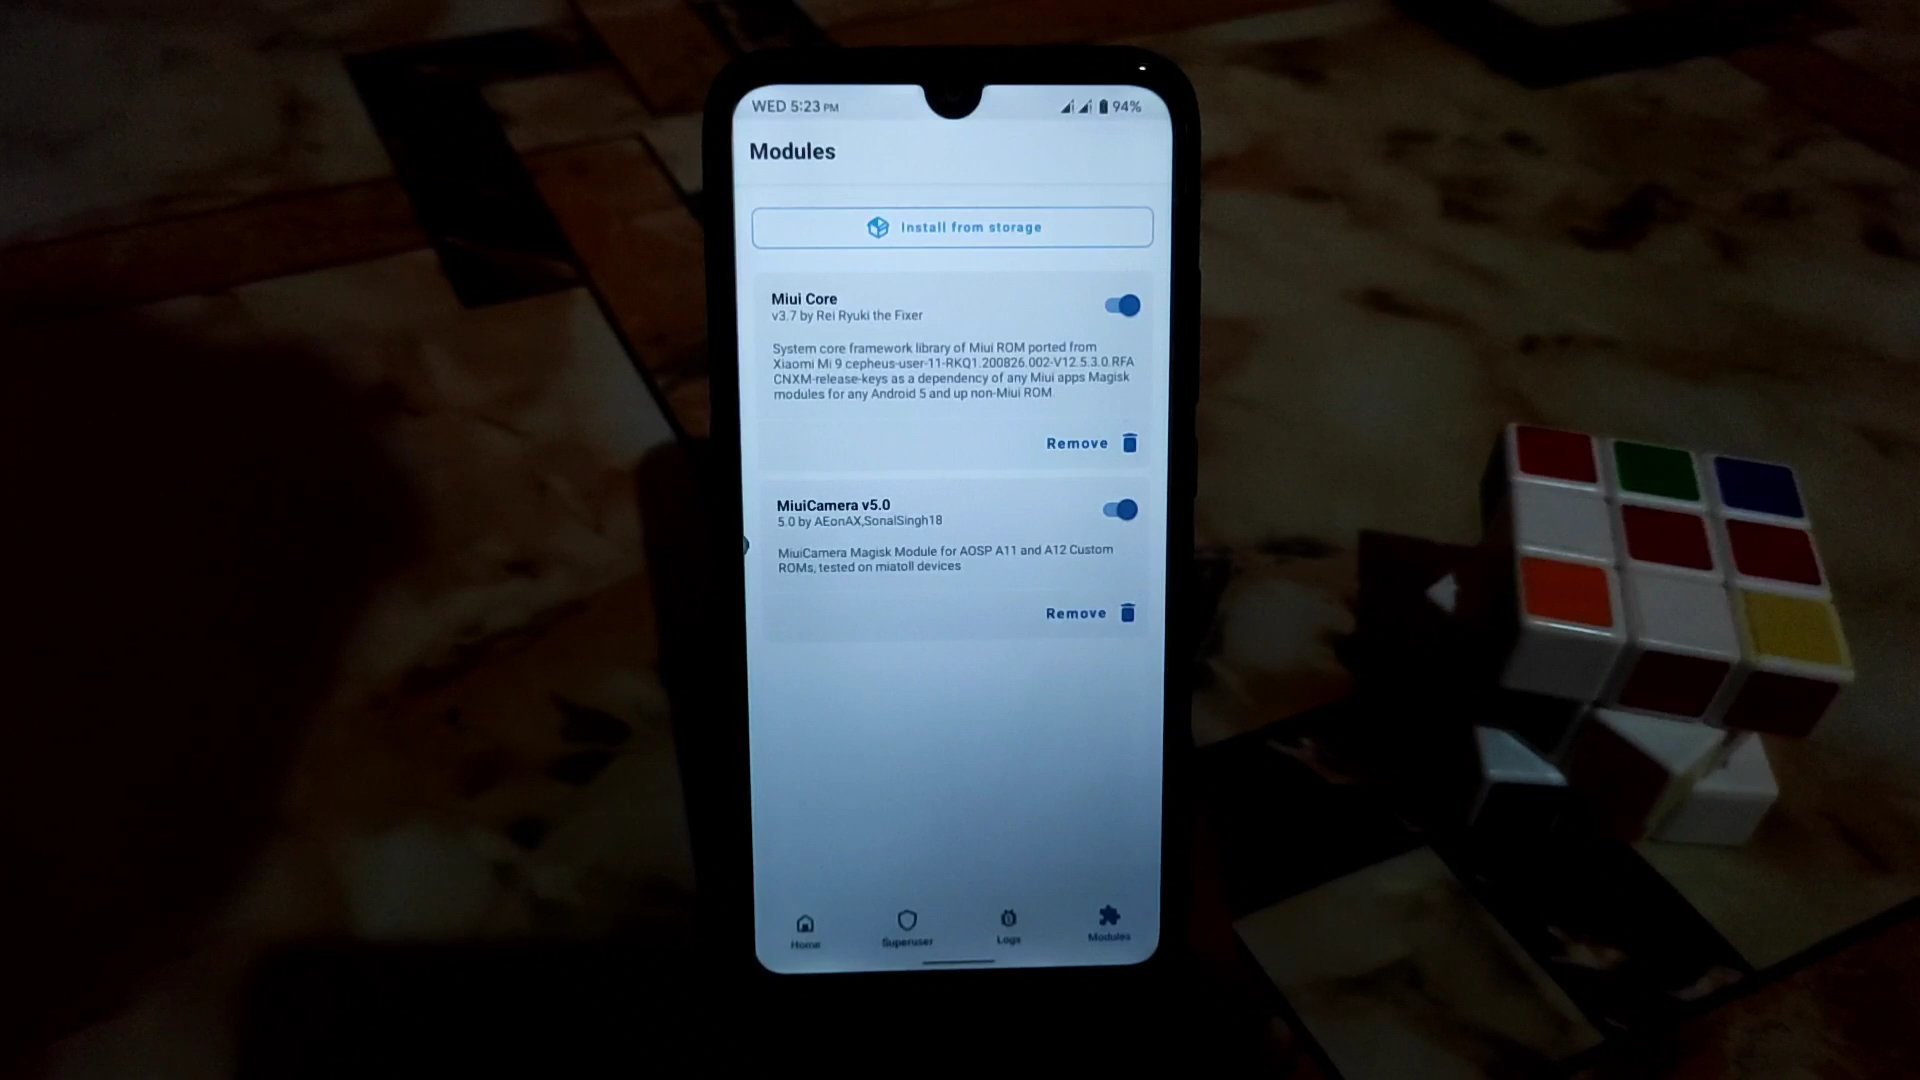 WED 5:23 PM
94%
Modules
Install from storage
Miui Core
v3.7 by Rei Ryuki the Fixer
System core framework library of Miui ROM ported from
Xiaomi Mi 9 cepheus-user-11-RKQ1.200826.002-V12.5.3.0.RFA
CNXM-release-keys as a dependency of any Miui apps Magisk
modules for any Android 5 and up non-Miui ROM
Remove
MiuiCamera v5.0
5.0 by AEonAX,SonalSingh18
MiuiCamera Magisk Module for AOSP A11 and A12 Custom
ROMs, tested on miatoll devices
Remove
Home
Superuser
Logs
Modules